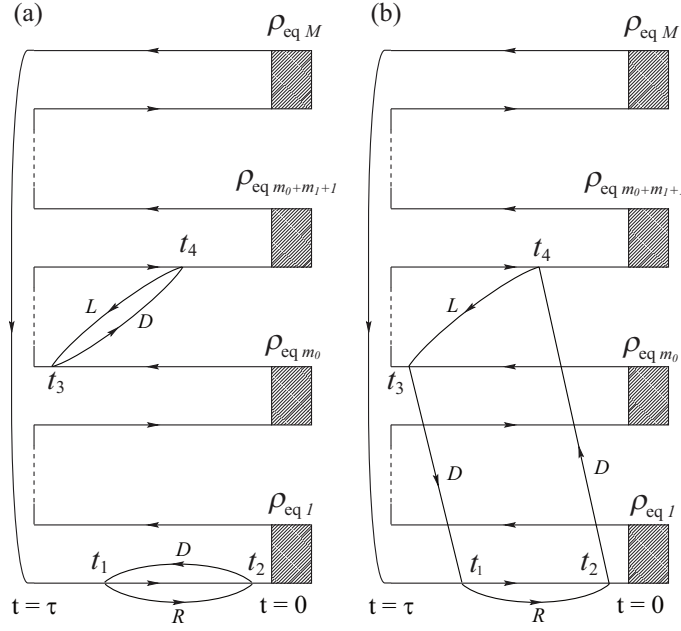 (a)
ρeq M
ρeq m0+m1+1
t4
L
D
t3
ρeq m0
ρeq 1
D
t1
t2
R
t = τ
t = 0
(b)
ρeq M
ρeq m0+m1+
t4
L
t3
ρeq m0
D
D
ρeq 1
t1
t2
R
t = τ
t = 0